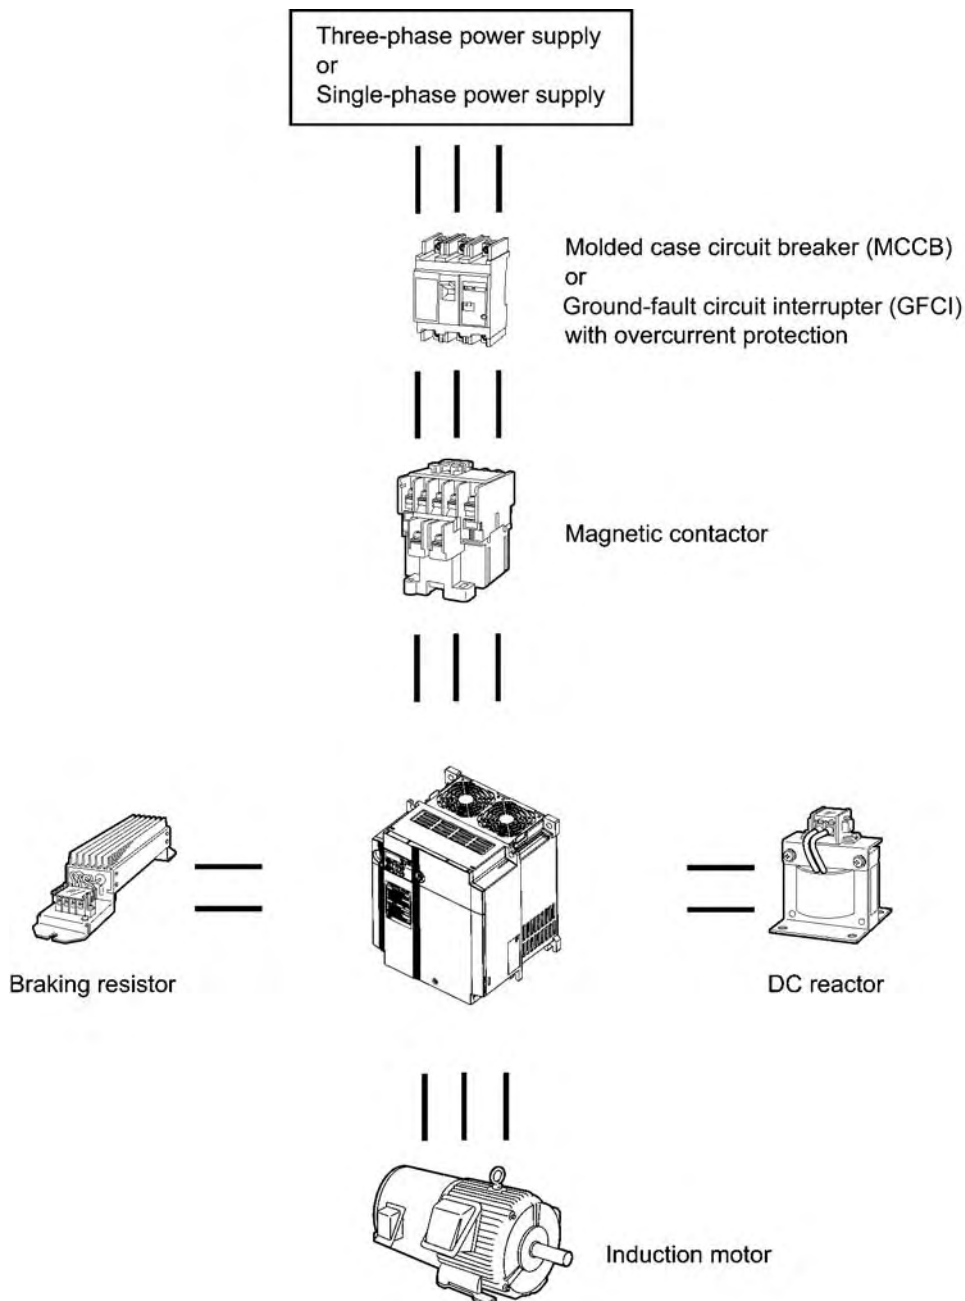 Three-phase power supply
or
Single-phase power supply
Molded case circuit breaker (MCCB)
or
Ground-fault circuit interrupter (GFCI)
with overcurrent protection
Magnetic contactor
Braking resistor
DC reactor
Induction motor